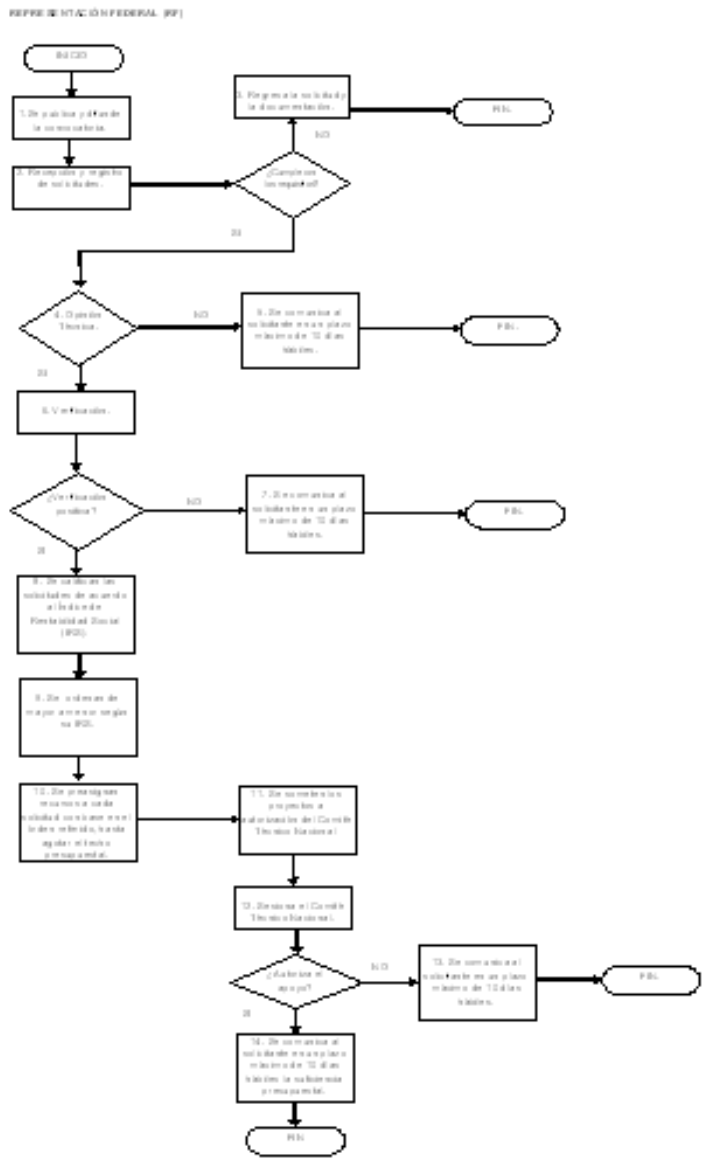 REPRESENTACIÓN FEDERAL (RF)
INICIO
1. Se publica y difunde
la convocatoria.
3. Regresa la solicitud y
la documentación.
FIN.
NO
2. Recepción y registro
de solicitudes.
¿Cumple con
los requisitos?
SI
4. Opinión
Técnica.
NO
5. Se comunica al
solicitante en un plazo
máximo de 10 días
hábiles.
FIN.
SI
6. Verificación.
¿Verificación
positiva?
NO
7. Se comunica al
solicitante en un plazo
máximo de 10 días
hábiles.
FIN.
SI
8. Se califican las
solicitudes de acuerdo
al Índice de
Rentabilidad Social
(IRS).
9. Se ordenan de
mayor a menor según
su IRS.
10. Se preasignan
recursos a cada
solicitud con base en el
orden referido, hasta
agotar el techo
presupuestal.
11. Se someten los
proyectos a
autorización del Comité
Técnico Nacional
12. Sesiona el Comité
Técnico Nacional.
¿Autoriza el
apoyo?
NO
13. Se comunica al
solicitante en un plazo
máximo de 10 días
hábiles.
FIN.
SI
14. Se comunica al
solicitante en un plazo
máximo de 10 días
hábiles la suficiencia
presupuestal.
FIN.